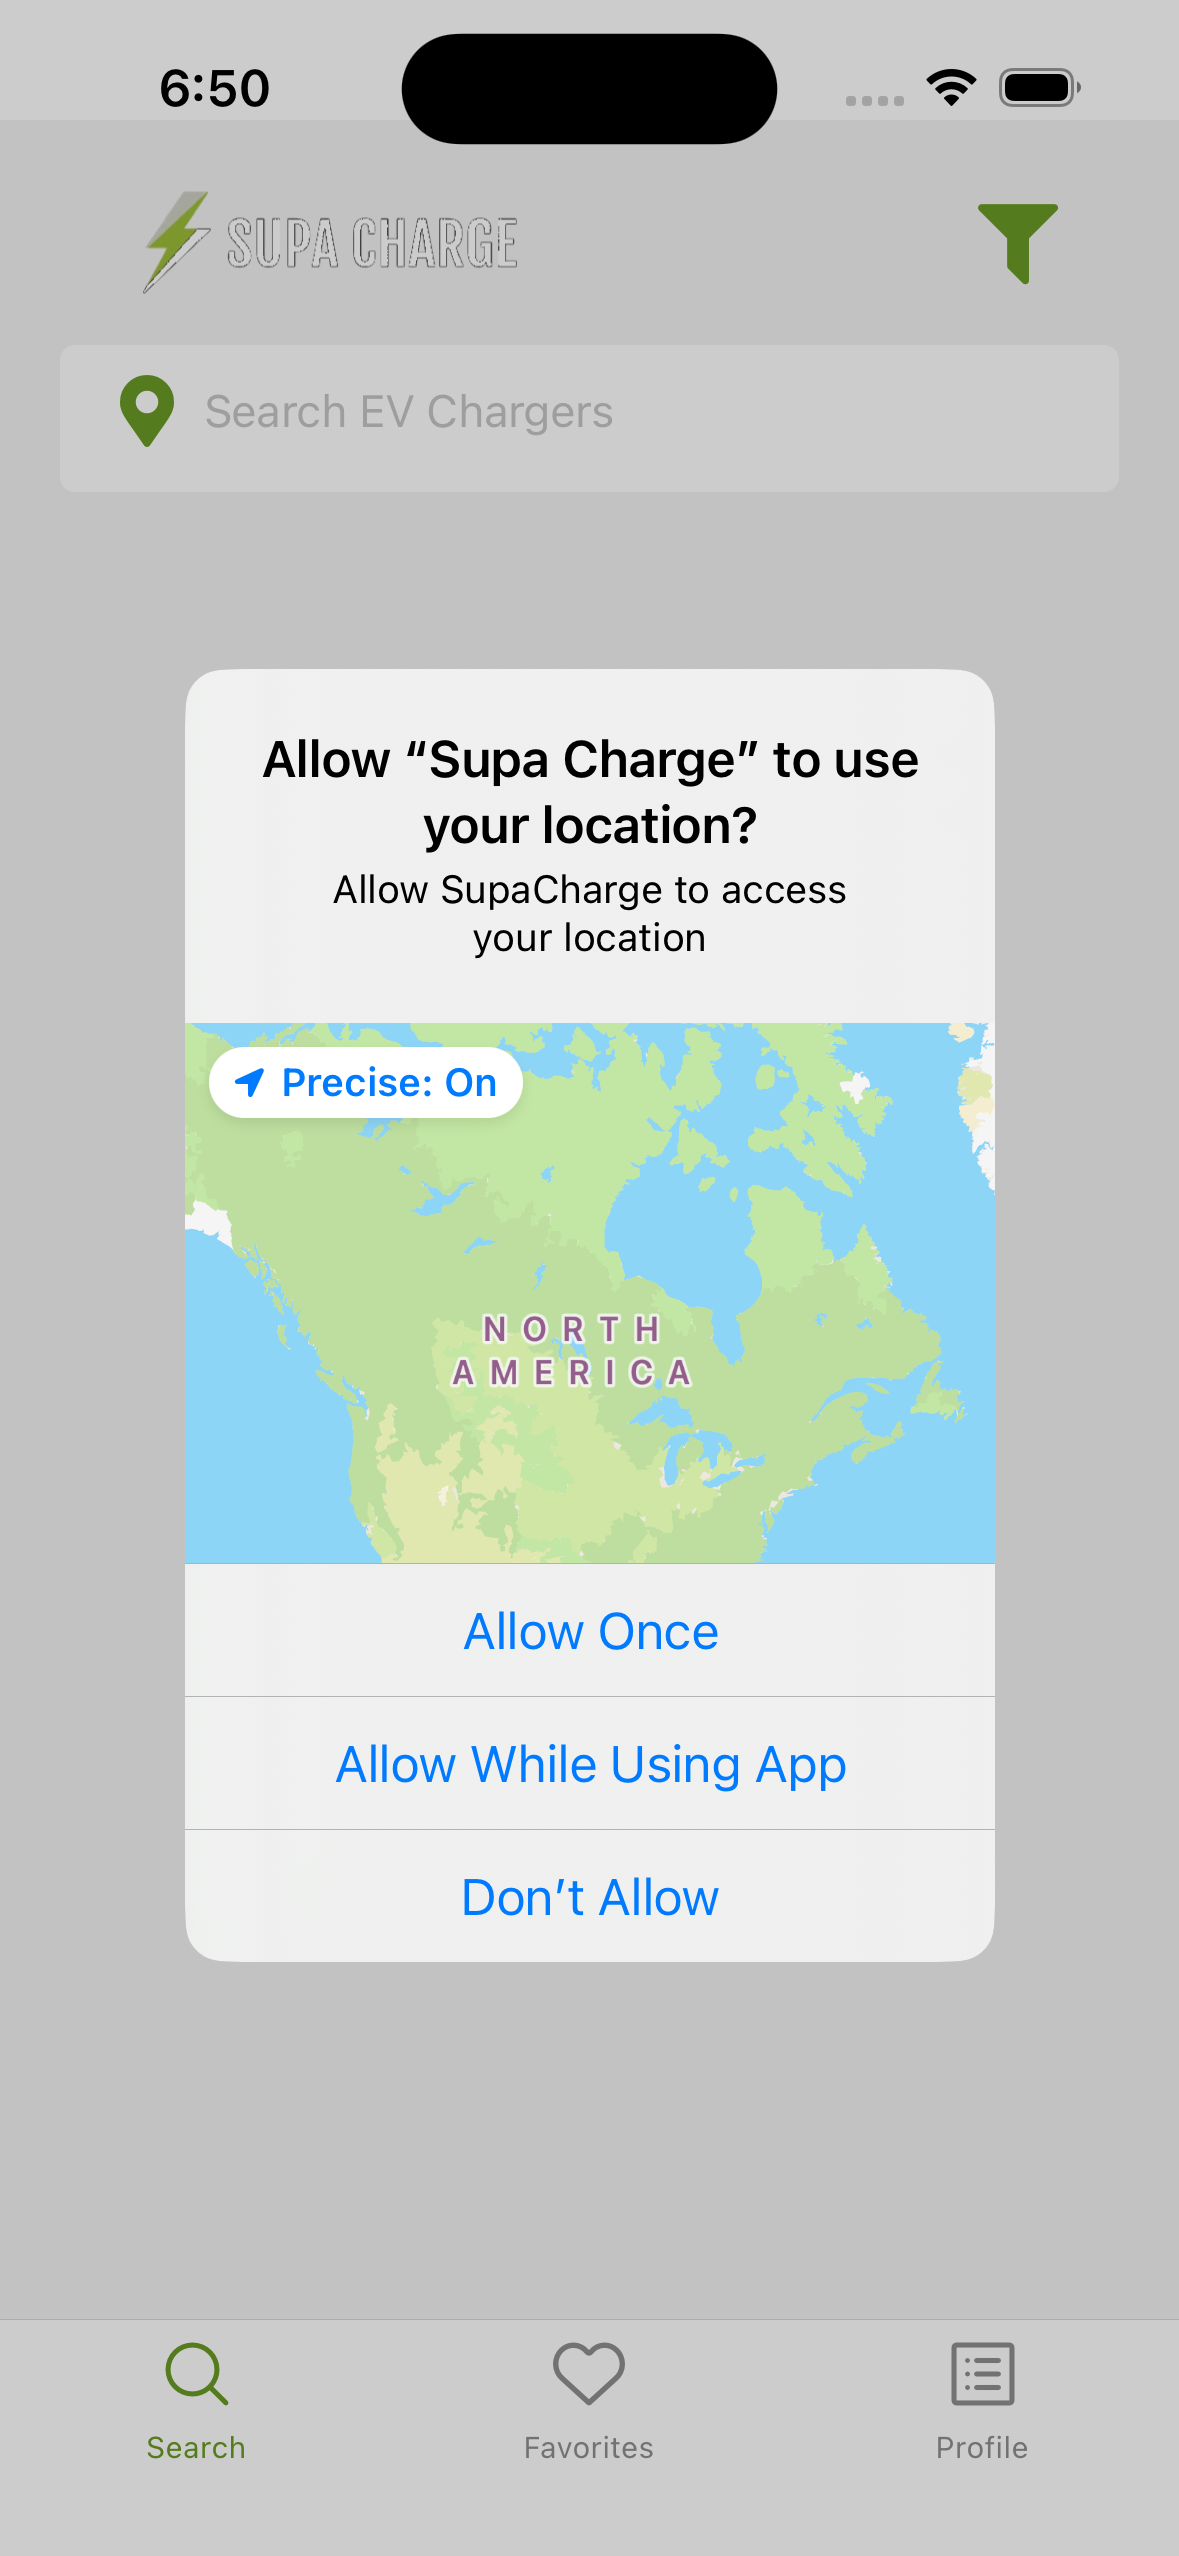 6:50
SUPA CHARGE
Search EV Chargers
Allow “Supa Charge” to use
your location?
Allow SupaCharge to access
your location
Precise: On
NORTH
AMERICA
Allow Once
Allow While Using App
Don’t Allow
Search
Favorites
Profile